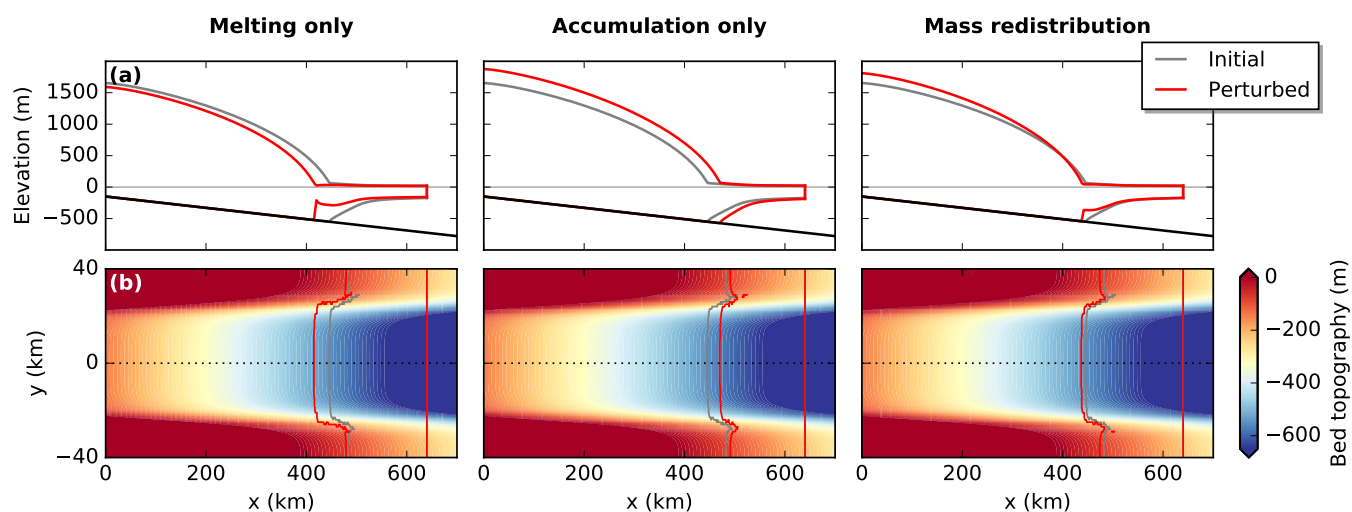 Melting only
Accumulation only
Mass redistribution
(a)
Initial
Perturbed
Elevation (m)
1500
1000
500
0
−500
(b)
40
0
−40
y (km)
0 200 400 600
0 200 400 600
0 200 400 600
x (km)
x (km)
x (km)
0
−200
−400
−600
Bed topography (m)